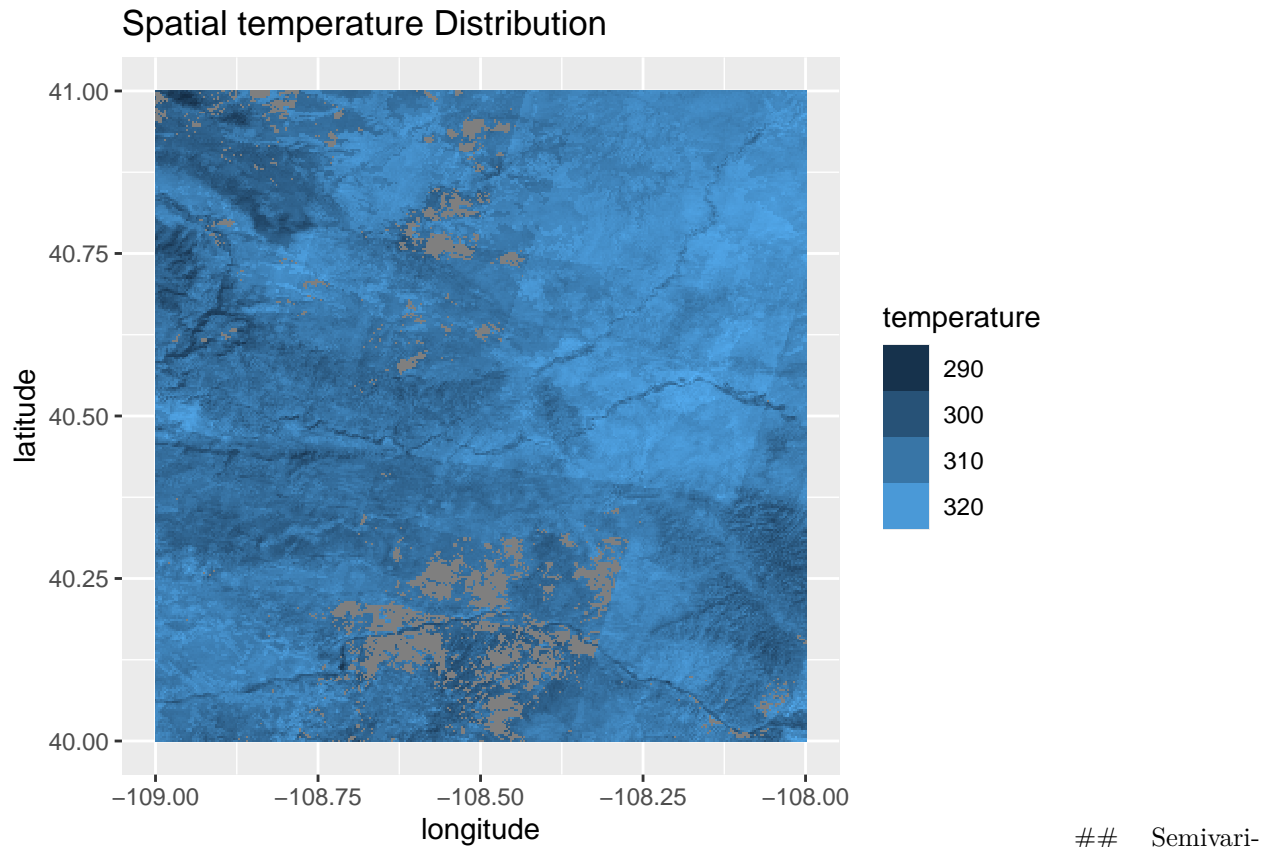 Spatial temperature Distribution
41.00
40.75
40.50
40.25
40.00
latitude
−109.00 −108.75 −108.50 −108.25 −108.00
longitude
temperature
290
300
310
320
## Semivari-